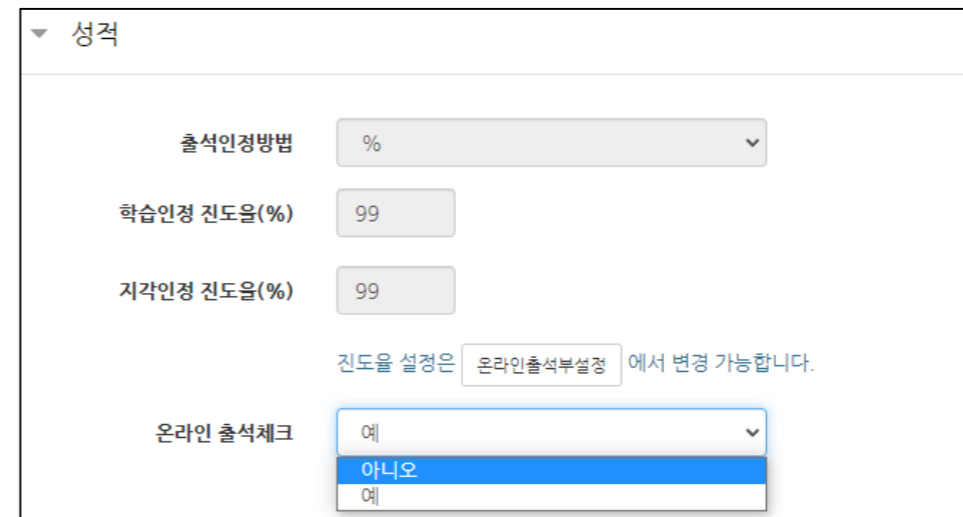 성적
출석인정방법 %
학습인정 진도율(%) 99
지각인정 진도율(%) 99
진도율 설정은 온라인출석부설정 에서 변경 가능합니다.
온라인 출석체크 예
아니오
예